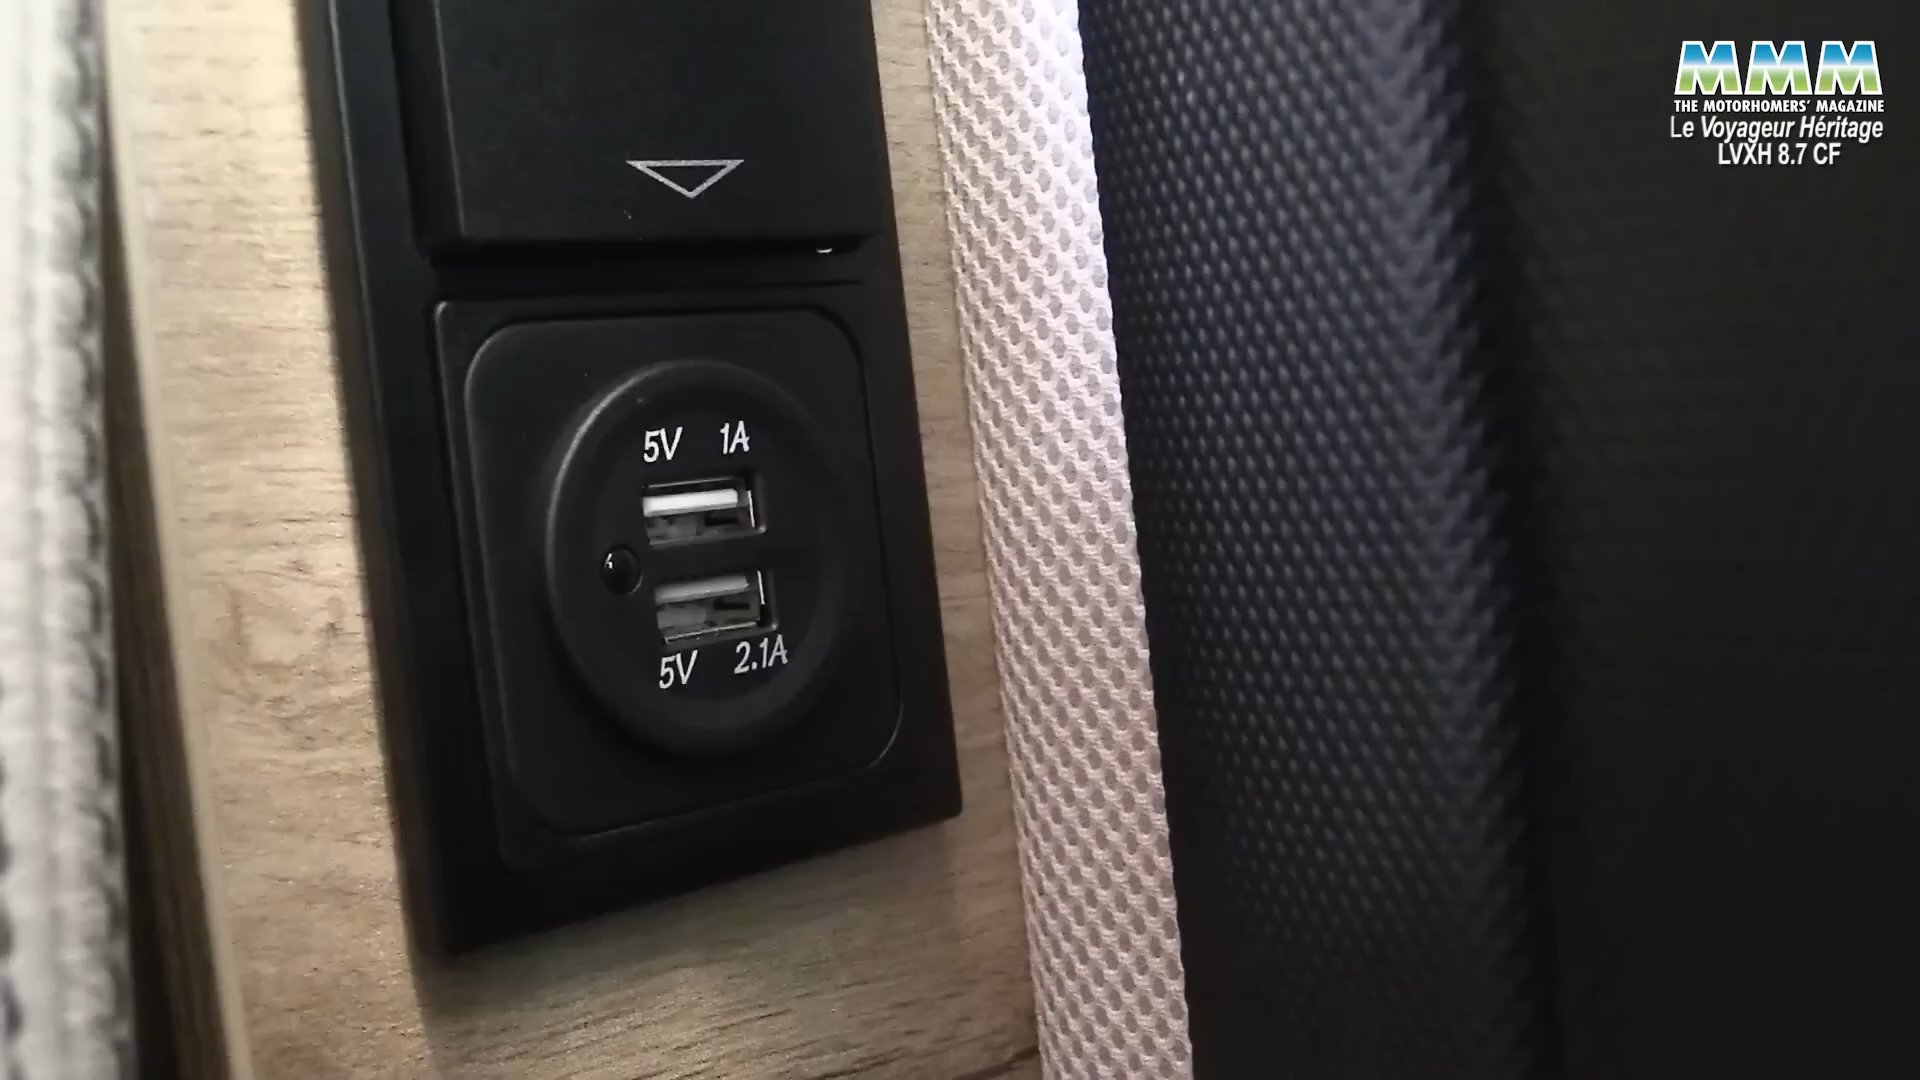 MMM
THE MOTORHOMERS' MAGAZINE
Le Voyageur Héritage
LVXH 8.7 CF
5V 1A
5V 2.1A